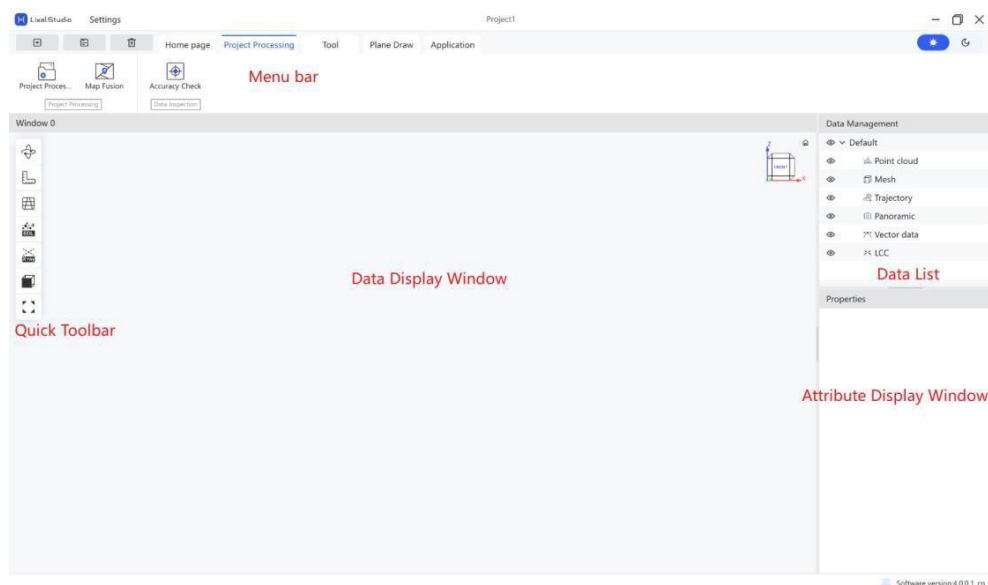 LixelStudio Settings Project1
Home page Project Processing Tool Plane Draw Application
Project Proces... Map Fusion Accuracy Check
Menu bar
Project Processing Data Inspection
Window 0
Data Management
Default
Point cloud
Mesh
Trajectory
Panoramic
Vector data
LCC
Data List
Data Display Window
Z
FRONT
X
Quick Toolbar
Properties
Attribute Display Window
Software version:4.0.0.1_cn